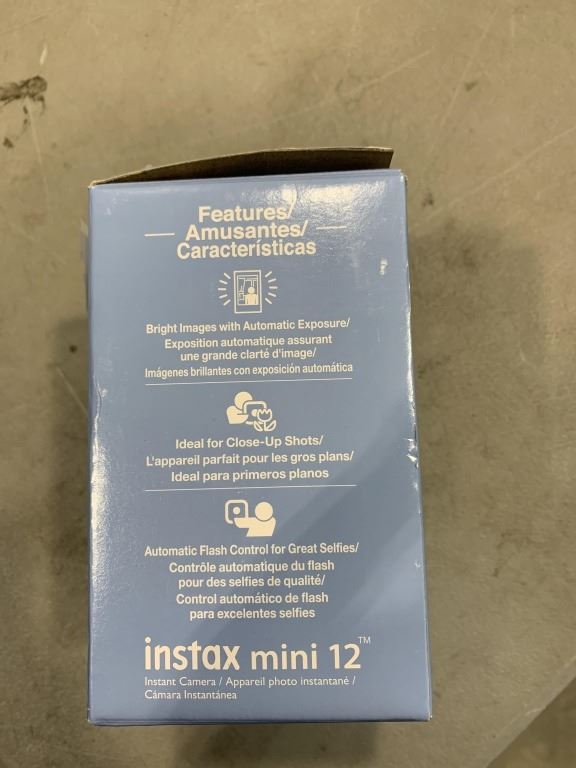 Features/
Amusantes/
Características
Bright Images with Automatic Exposure/
Exposition automatique assurant
une grande clarté d'image/
Imágenes brillantes con exposición automática
Ideal for Close-Up Shots/
L'appareil parfait pour les gros plans/
Ideal para primeros planos
Automatic Flash Control for Great Selfies/
Contrôle automatique du flash
pour des selfies de qualité/
Control automático de flash
para excelentes selfies
instax mini 12™
Instant Camera / Appareil photo instantané /
Cámara Instantánea